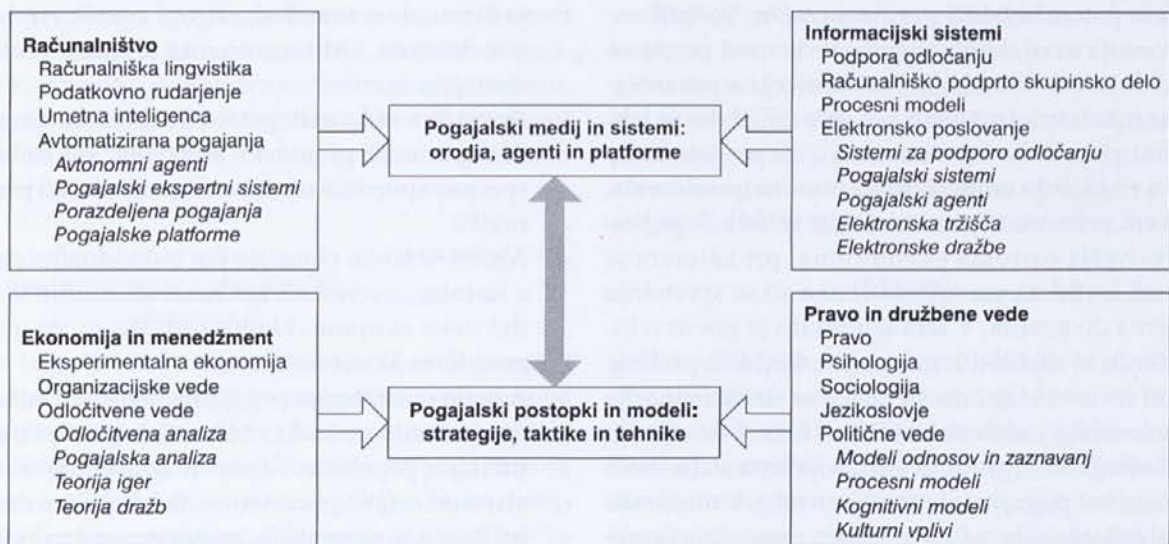 Računalništvo
Računalniška lingvistika
Podatkovno rudarjenje
Umetna inteligenca
Avtomatizirana pogajanja
Avtonomni agenti
Pogajalski ekspertni sistemi
Porazdeljena pogajanja
Pogajalske platforme
Pogajalski medij in sistemi:
orodja, agenti in platforme
Informacijski sistemi
Podpora odločanju
Računalniško podprto skupinsko delo
Procesni modeli
Elektronsko poslovanje
Sistemi za podporo odločanju
Pogajalski sistemi
Pogajalski agenti
Elektronska tržišča
Elektronske dražbe
Ekonomija in menedžment
Eksperimentalna ekonomija
Organizacijske vede
Odločitvene vede
Odločitvena analiza
Pogajalska analiza
Teorija iger
Teorija dražb
Pogajalski postopki in modeli:
strategije, taktike in tehnike
Pravo in družbene vede
Pravo
Psihologija
Sociologija
Jezikoslovje
Politične vede
Modeli odnosov in zaznavanj
Procesni modeli
Kognitivni modeli
Kulturni vplivi